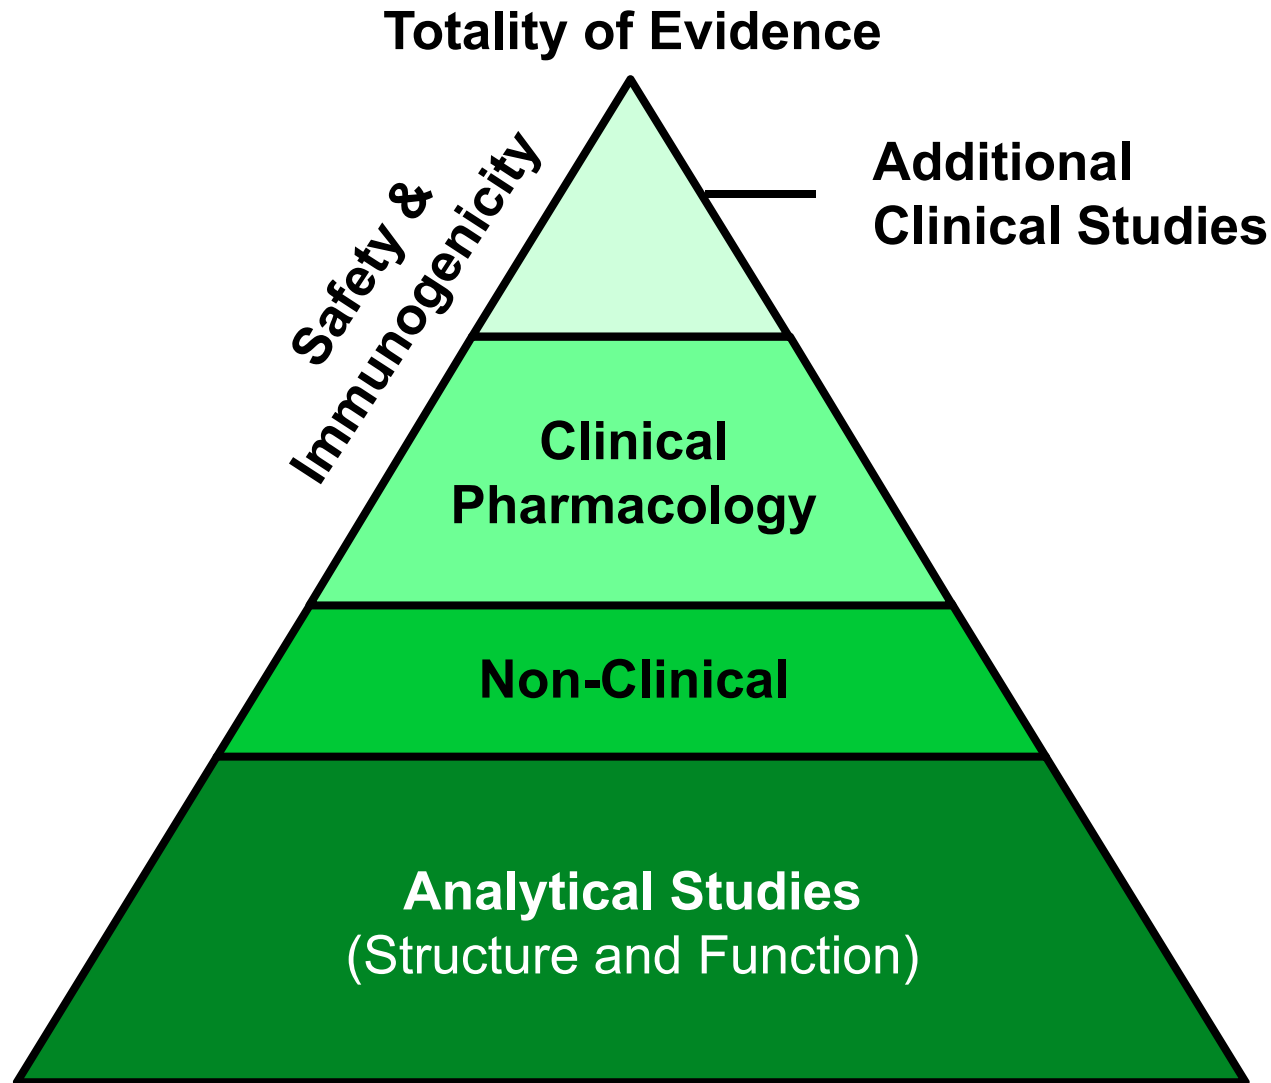 Totality of Evidence
Safety &
Immunogenicity
Additional
Clinical Studies
Clinical
Pharmacology
Non-Clinical
Analytical Studies
(Structure and Function)